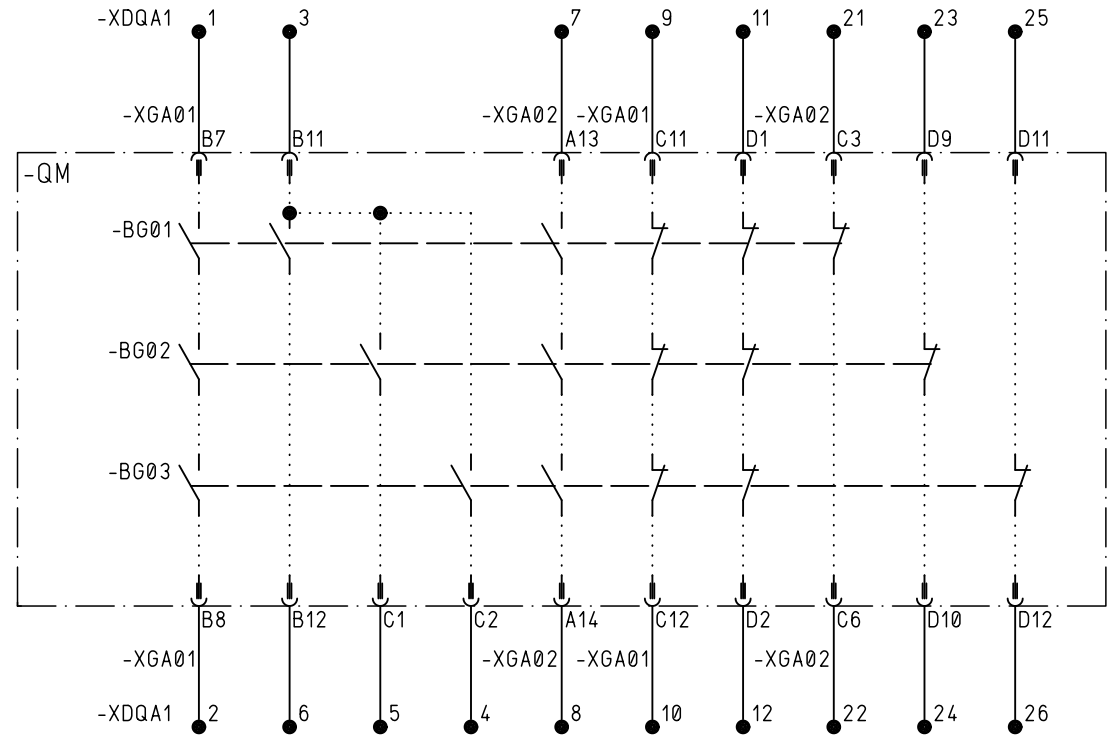 -XDQA1 1 3 7 9 11 21 23 25
-XGA01 -XGA02 -XGA01 -XGA02
B7 B11 A13 C11 D1 C3 D9 D11
-QM
-BG01
-BG02
-BG03
B8 B12 C1 C2 A14 C12 D2 C6 D10 D12
-XGA01 -XGA02 -XGA01 -XGA02
-XDQA1 2 6 5 4 8 10 12 22 24 26